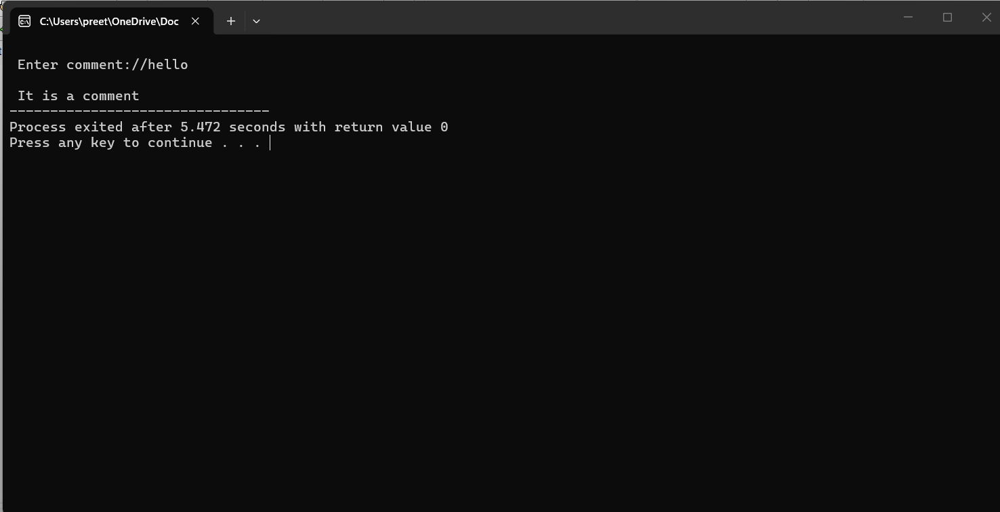 C:\Users\preet\OneDrive\Doc
Enter comment://hello
It is a comment
--------------------------------
Process exited after 5.472 seconds with return value 0
Press any key to continue . . .